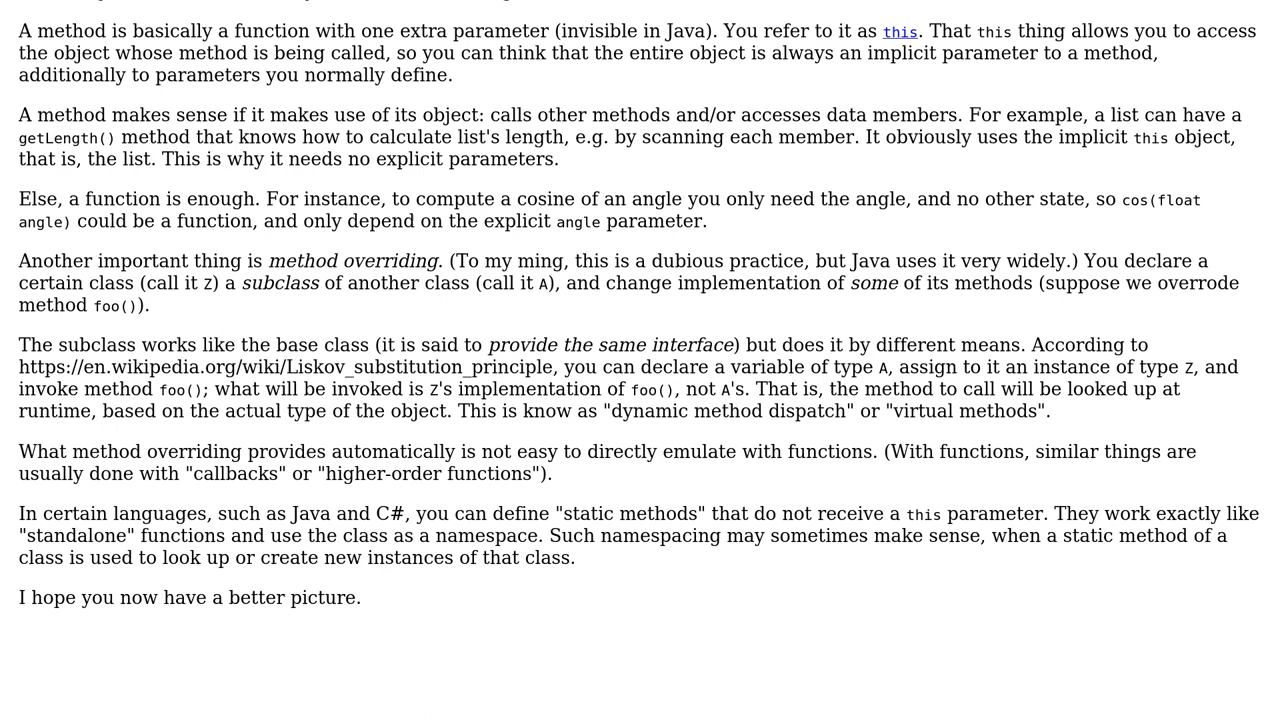 A method is basically a function with one extra parameter (invisible in Java). You refer to it as this. That this thing allows you to access
the object whose method is being called, so you can think that the entire object is always an implicit parameter to a method,
additionally to parameters you normally define.
A method makes sense if it makes use of its object: calls other methods and/or accesses data members. For example, a list can have a
getLength() method that knows how to calculate list's length, e.g. by scanning each member. It obviously uses the implicit this object,
that is, the list. This is why it needs no explicit parameters.
Else, a function is enough. For instance, to compute a cosine of an angle you only need the angle, and no other state, so cos(float
angle) could be a function, and only depend on the explicit angle parameter.
Another important thing is method overriding. (To my ming, this is a dubious practice, but Java uses it very widely.) You declare a
certain class (call it Z) a subclass of another class (call it A), and change implementation of some of its methods (suppose we overrode
method foo()).
The subclass works like the base class (it is said to provide the same interface) but does it by different means. According to
https://en.wikipedia.org/wiki/Liskov_substitution_principle, you can declare a variable of type A, assign to it an instance of type Z, and
invoke method foo(); what will be invoked is Z's implementation of foo(), not A's. That is, the method to call will be looked up at
runtime, based on the actual type of the object. This is know as "dynamic method dispatch" or "virtual methods".
What method overriding provides automatically is not easy to directly emulate with functions. (With functions, similar things are
usually done with "callbacks" or "higher-order functions").
In certain languages, such as Java and C#, you can define "static methods" that do not receive a this parameter. They work exactly like
"standalone" functions and use the class as a namespace. Such namespacing may sometimes make sense, when a static method of a
class is used to look up or create new instances of that class.
I hope you now have a better picture.